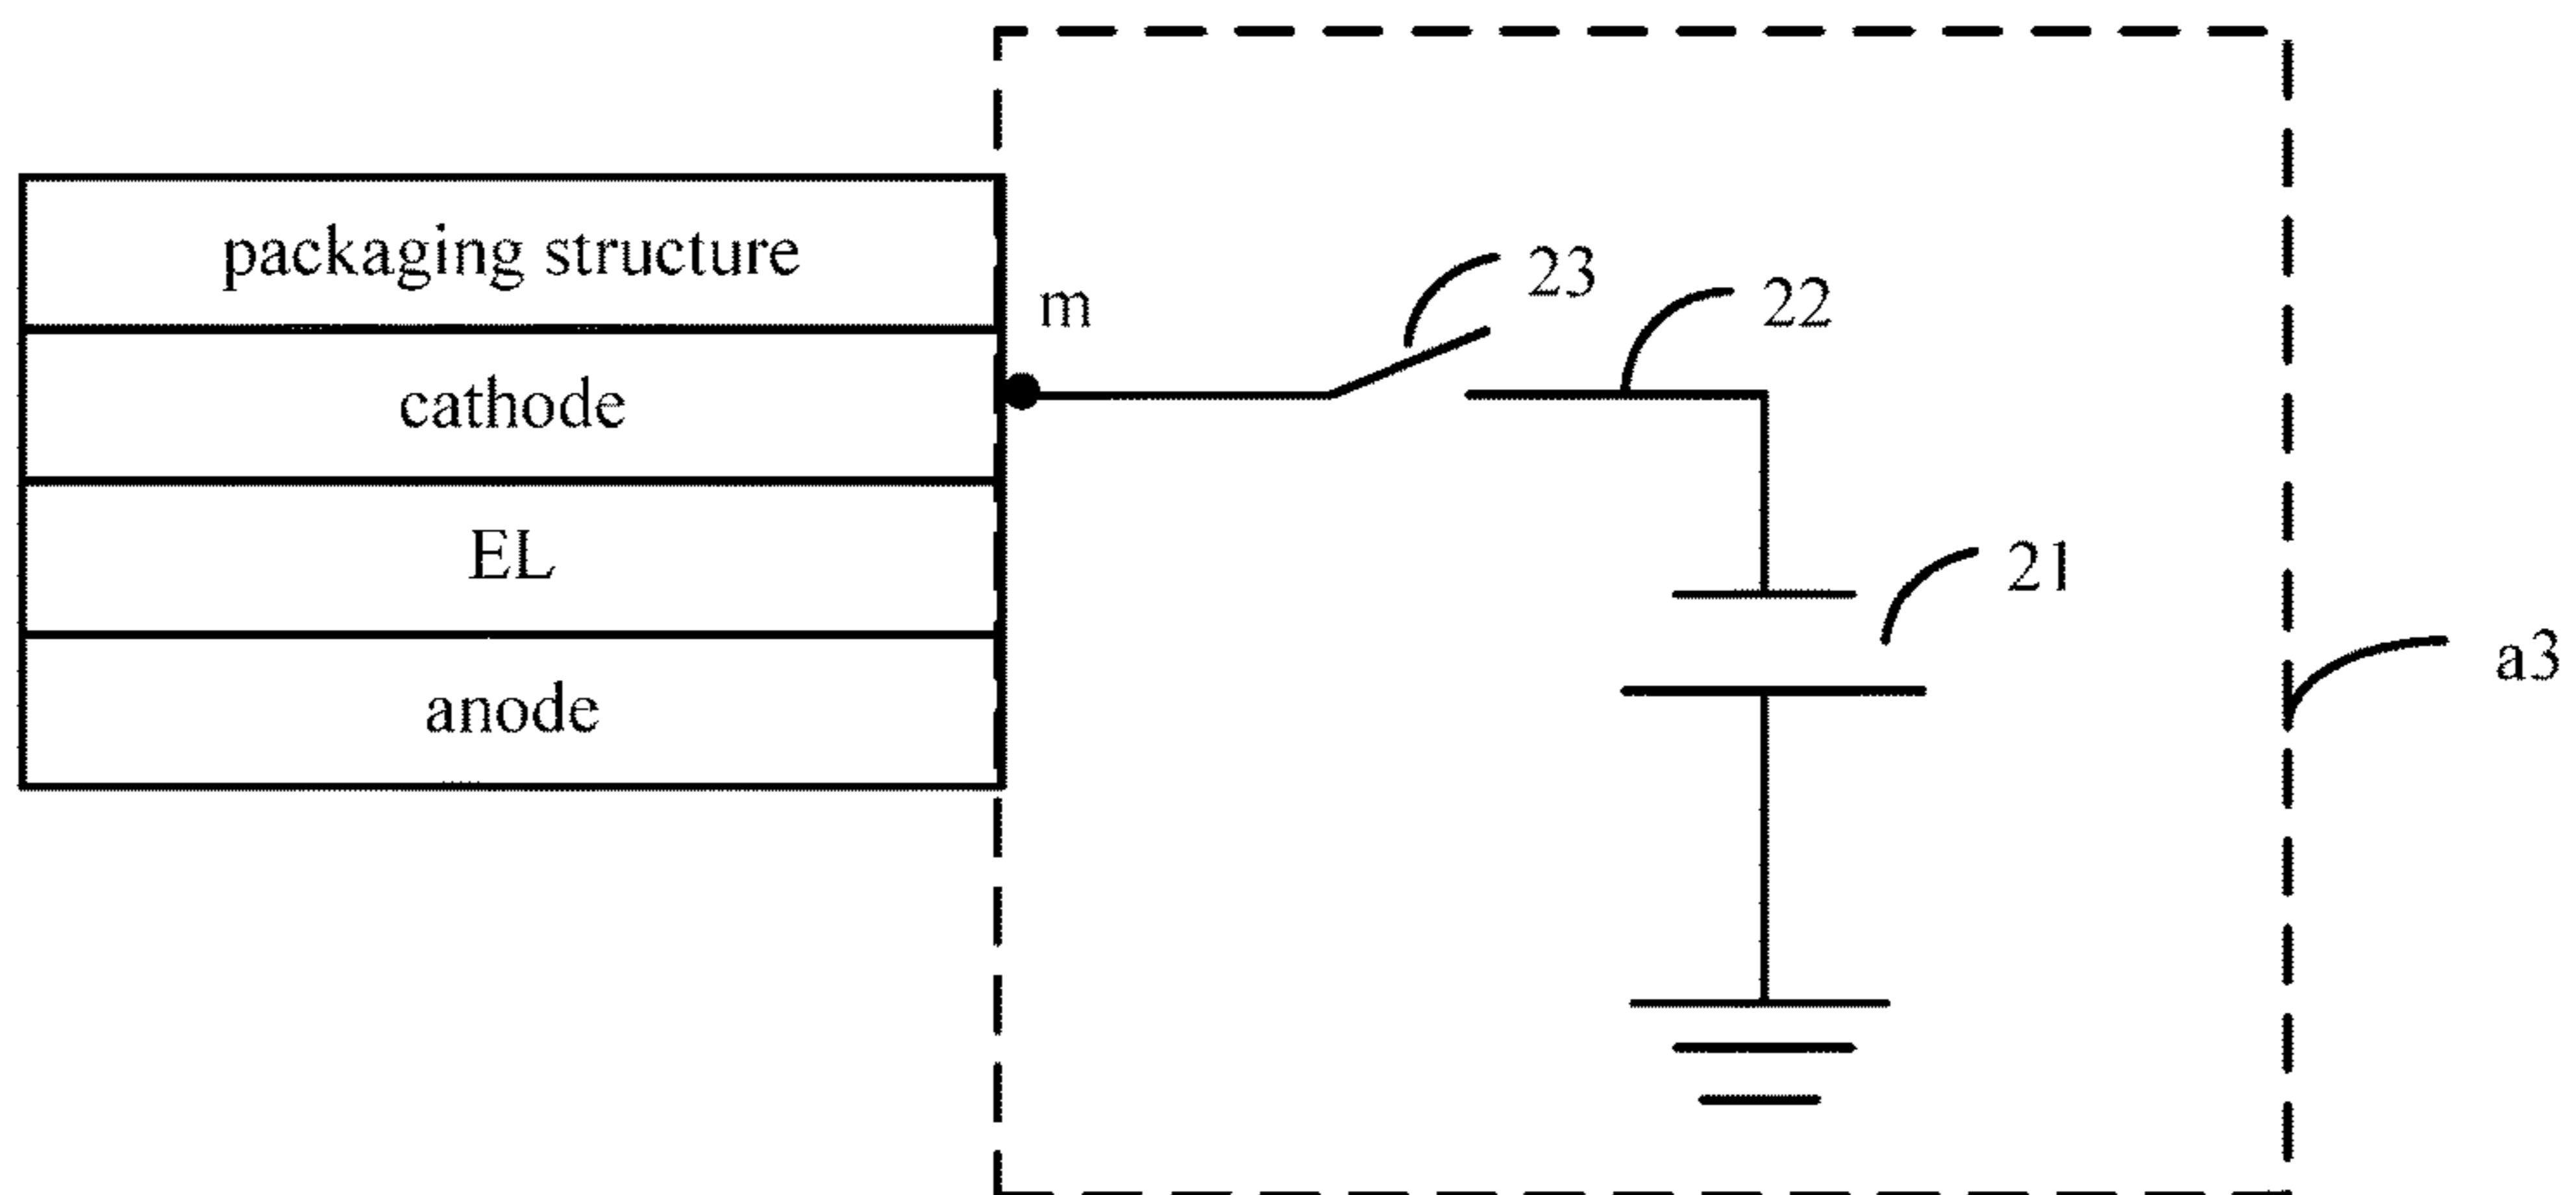 packaging structure
cathode
EL
anode
m
23
22
21
a3